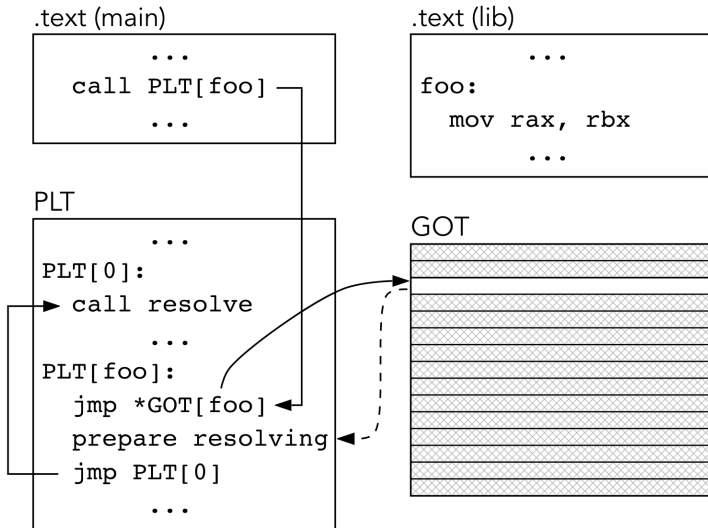 .text (main)
...
call PLT[foo]
...
.text (lib)
...
foo:
mov rax, rbx
...
PLT
...
PLT[0]:
call resolve
...
PLT[foo]:
jmp *GOT[foo]
prepare resolving
jmp PLT[0]
...
GOT